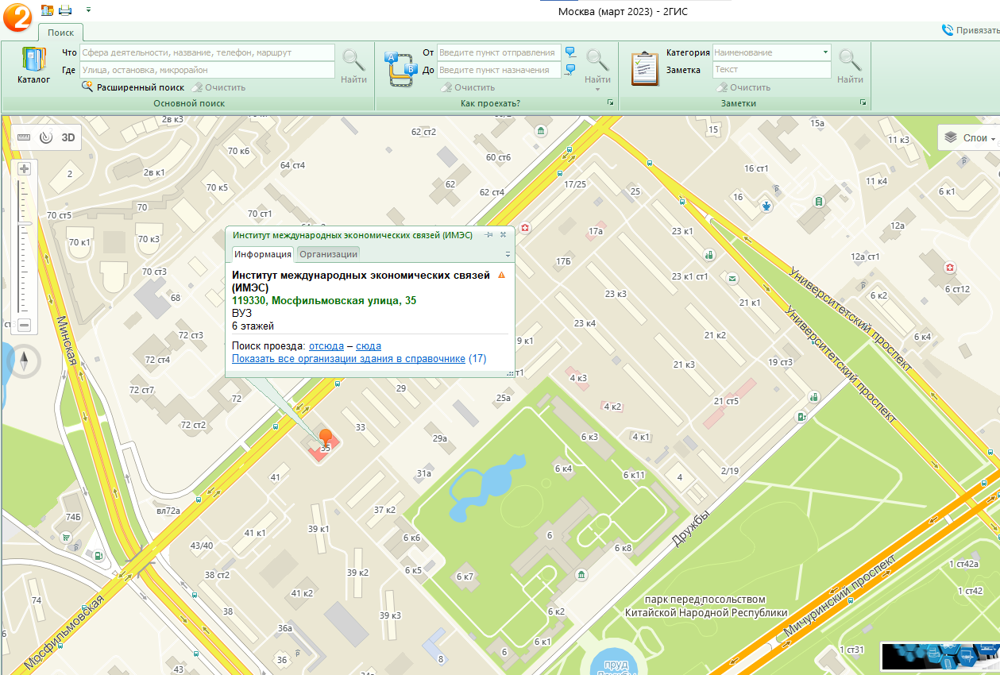 Москва (март 2023) - 2ГИС
Поиск
Привязать
Каталог
Что
Сфера деятельности, название, телефон, маршрут
Где
Улица, остановка, микрорайон
Расширенный поиск
Очистить
Найти
Основной поиск
От
Введите пункт отправления
До
Введите пункт назначения
Очистить
Найти
Как проехать?
Категория
Наименование
Заметка
Текст
Очистить
Найти
Заметки
3D
Слои
2в к3
62 ст2
15
15а
11 к3
70 к6
60 ст6
2
2в к1
64 ст4
62
62 ст4
17/25
25
16 ст1
11 к4
70 к5
16
6 к1
70
70 ст5
70 ст1
12а
70 к1
70 к3
17а
23 к1
17Б
12а ст1
70 ст3
23 к1 ст1
23 к3
6 ст12
6 к2
68
21 к1
23 к4
72 ст3
21 к2
6 к4
9 к1
72 ст4
21 к3
19 ст3
4 к3
72 ст7
72
29
25а
4 к2
21 ст5
72 ст2
33
29а
6 к3
4 к1
35
31а
6 к4
6 к11
4
2/19
41
вл72а
37 к2
74Б
39 к1
41 к1
6 к6
6
6 к8
43/40
38 ст2
39 к2
6 к5
6 к7
1 ст42а
41 к2
74
38
39 к3
6 к2
1 ст42
36а
36
8
6
6 к1
1 ст31
Институт международных экономических связей (ИМЭС)
Информация
Организации
Институт международных экономических связей
(ИМЭС)
119330, Мосфильмовская улица, 35
ВУЗ
6 этажей
Поиск проезда: отсюда – сюда
Показать все организации здания в справочнике (17)
Минская
Университетский проспект
Университетский проспект
Дружбы
Мичуринский проспект
Мосфильмовская
парк перед посольством
Китайской Народной Республики
пруд
Дружбы